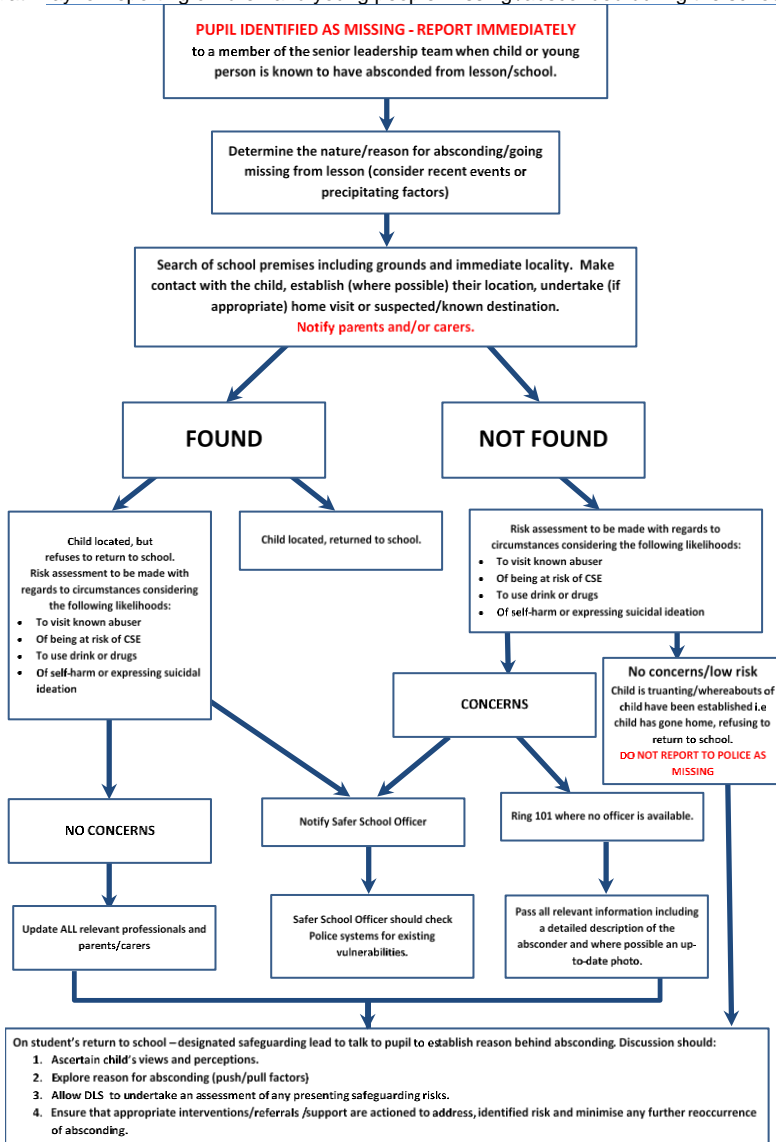 PUPIL IDENTIFIED AS MISSING - REPORT IMMEDIATELY
to a member of the senior leadership team when child or young
person is known to have absconded from lesson/school.
Determine the nature/reason for absconding/going
missing from lesson (consider recent events or
precipitating factors)
Search of school premises including grounds and immediate locality. Make
contact with the child, establish (where possible) their location, undertake (if
appropriate) home visit or suspected/known destination.
Notify parents and/or carers.
FOUND
NOT FOUND
Child located, but
refuses to return to school.
Risk assessment to be made with
regards to circumstances considering
the following likelihoods:
• To visit known abuser
• Of being at risk of CSE
• To use drink or drugs
• Of self-harm or expressing suicidal
ideation
Child located, returned to school.
Risk assessment to be made with regards to
circumstances considering the following likelihoods:
• To visit known abuser
• Of being at risk of CSE
• To use drink or drugs
• Of self-harm or expressing suicidal ideation
CONCERNS
No concerns/low risk
Child is truanting/whereabouts of
child have been established i.e
child has gone home, refusing to
return to school.
DO NOT REPORT TO POLICE AS
MISSING
NO CONCERNS
Notify Safer School Officer
Ring 101 where no officer is available.
Update ALL relevant professionals and
parents/carers
Safer School Officer should check
Police systems for existing
vulnerabilities.
Pass all relevant information including
a detailed description of the
absconder and where possible an up-
to-date photo.
On student's return to school – designated safeguarding lead to talk to pupil to establish reason behind absconding. Discussion should:
1. Ascertain child's views and perceptions.
2. Explore reason for absconding (push/pull factors)
3. Allow DLS to undertake an assessment of any presenting safeguarding risks.
4. Ensure that appropriate interventions/referrals /support are actioned to address, identified risk and minimise any further reoccurrence
of absconding.